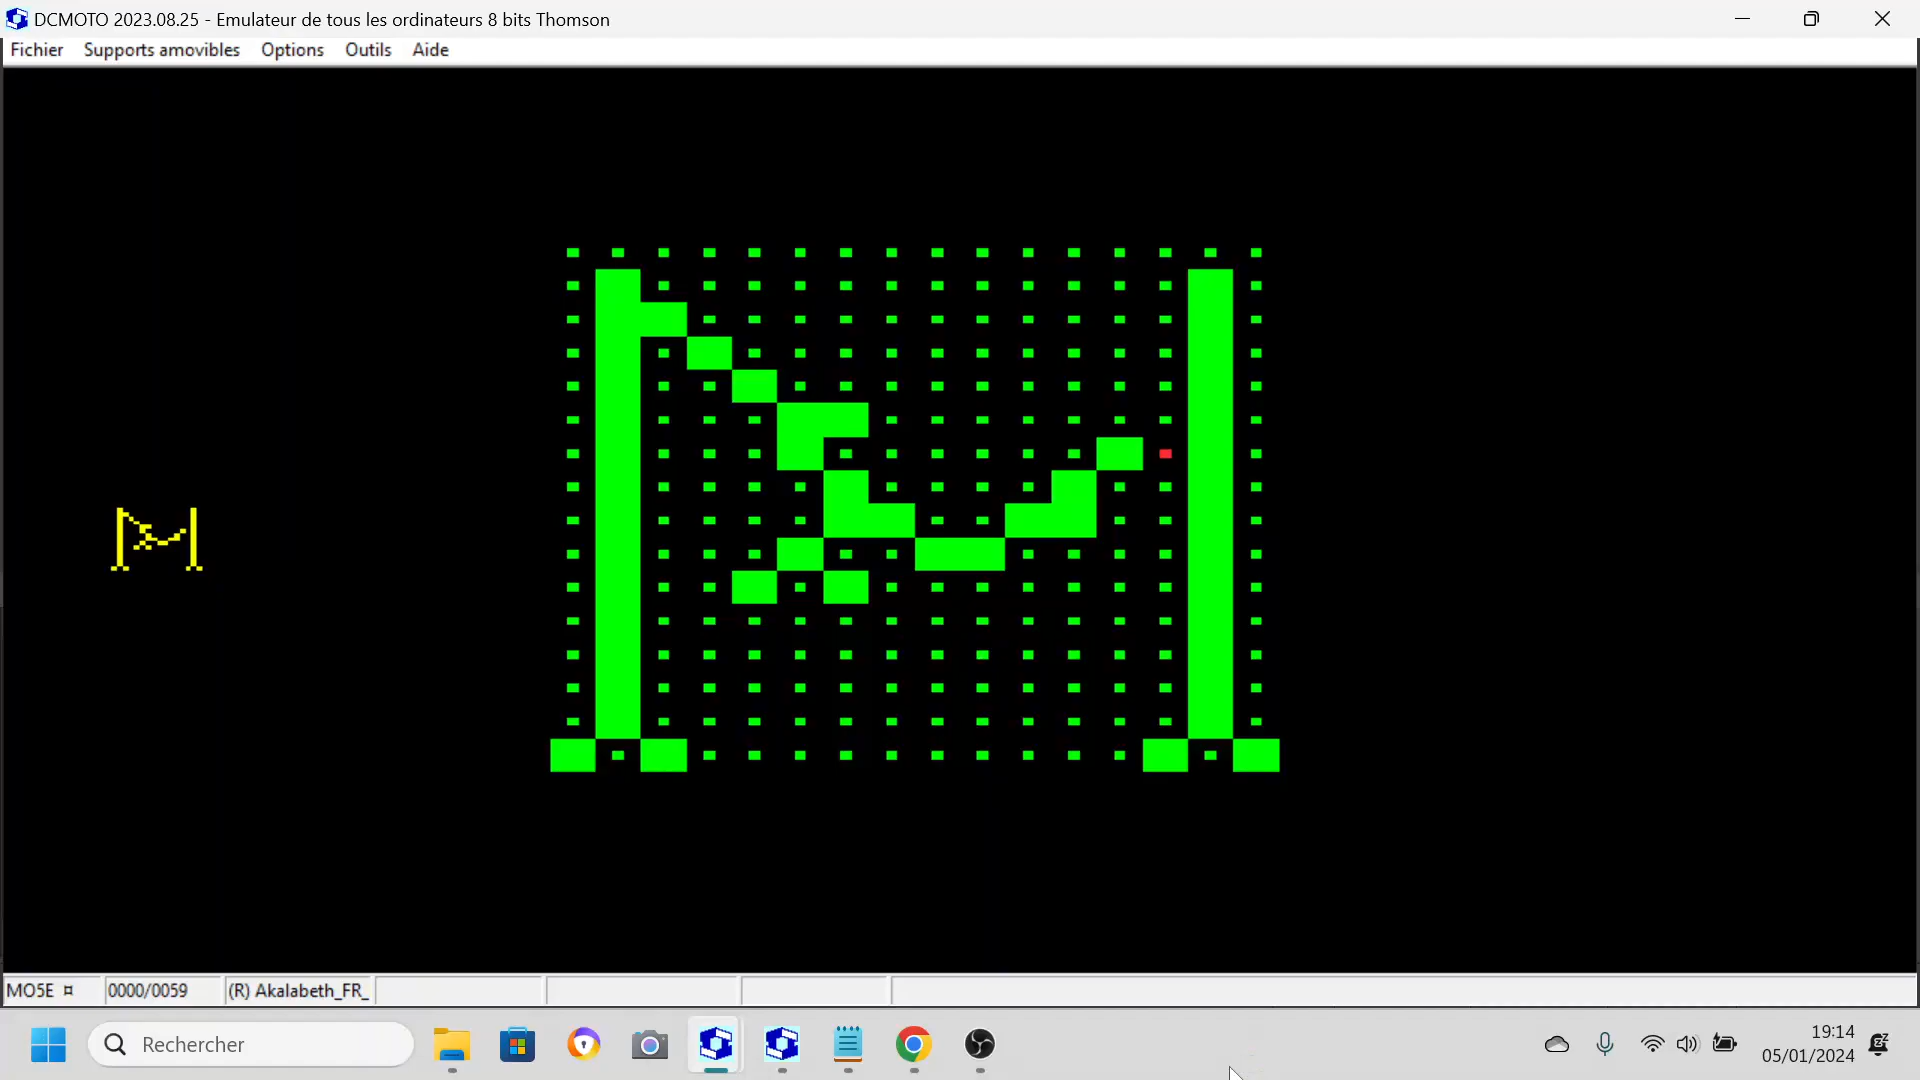 DCMOTO 2023.08.25 - Emulateur de tous les ordinateurs 8 bits Thomson
Fichier Supports amovibles Options Outils Aide
MO5E ¤ 0000/0059 (R) Akalabeth_FR_
Rechercher
19:14
05/01/2024